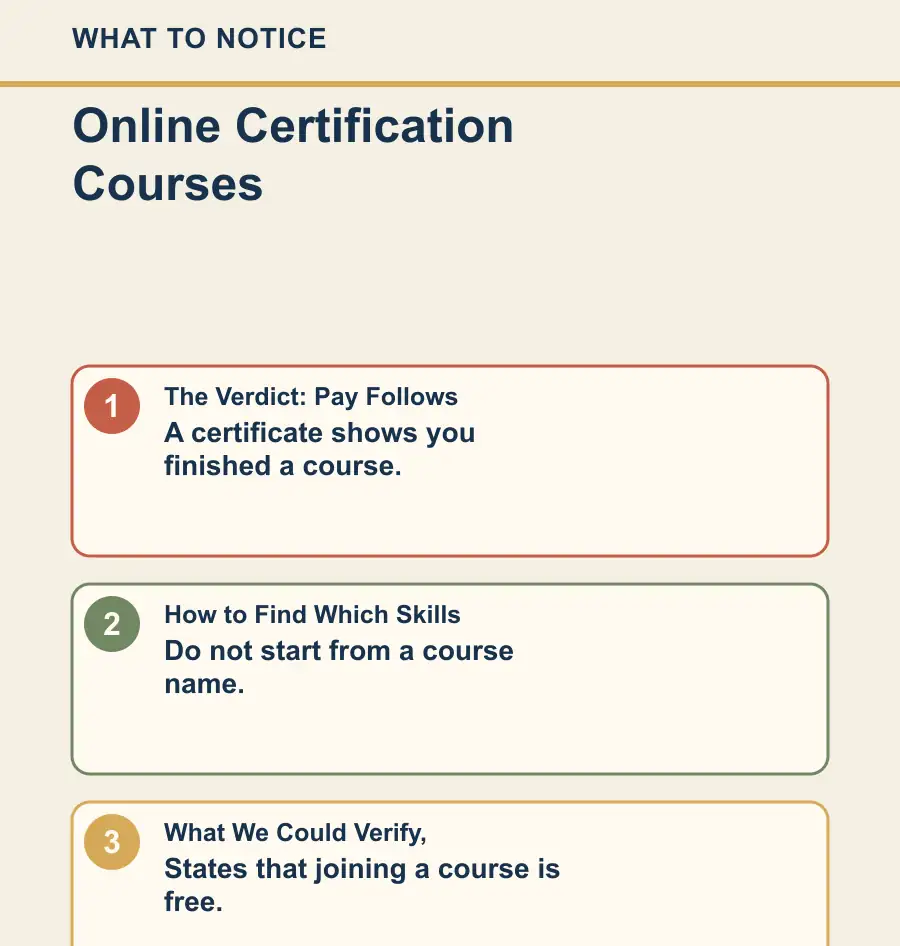 WHAT TO NOTICE
Online Certification
Courses
1
The Verdict: Pay Follows
A certificate shows you
finished a course.
2
How to Find Which Skills
Do not start from a course
name.
3
What We Could Verify,
States that joining a course is
free.